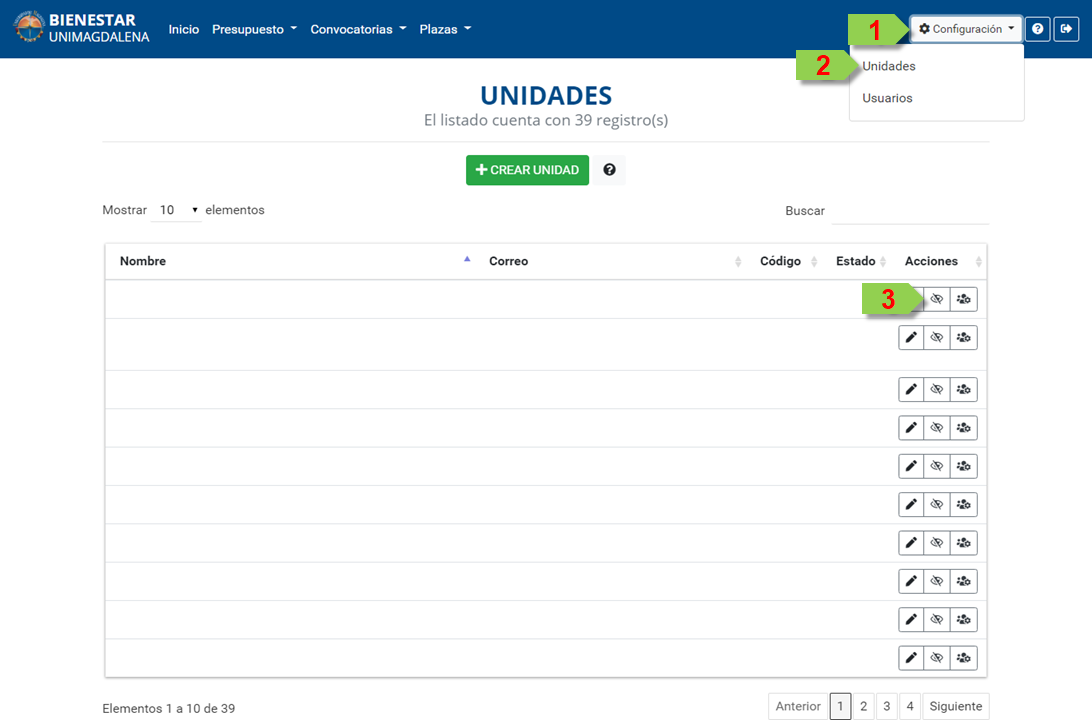 BIENESTAR
UNIMAGDALENA
Inicio Presupuesto Convocatorias Plazas
1
Configuración
2
Unidades
Usuarios
UNIDADES
El listado cuenta con 39 registro(s)
CREAR UNIDAD
Mostrar 10 elementos
Buscar
Nombre Correo Código Estado Acciones
3
Elementos 1 a 10 de 39
Anterior 1 2 3 4 Siguiente